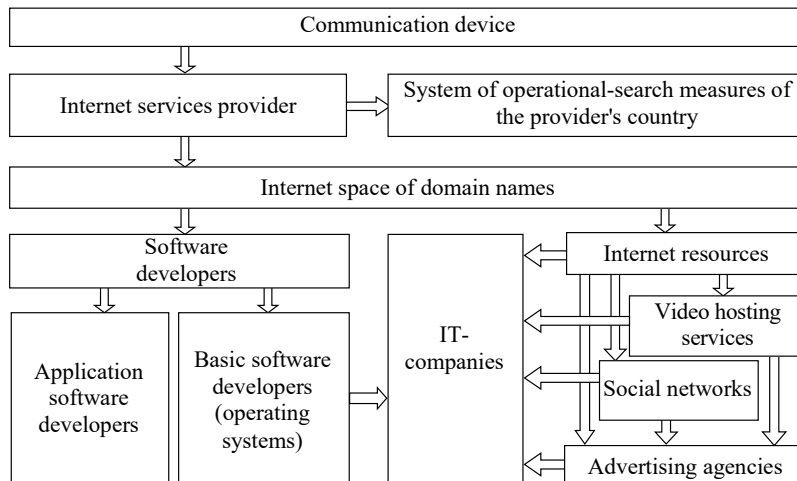 Communication device
Internet services provider
System of operational-search measures of
the provider's country
Internet space of domain names
Software
developers
Internet resources
Video hosting
services
IT-
companies
Application
software
developers
Basic software
developers
(operating
systems)
Social networks
Advertising agencies